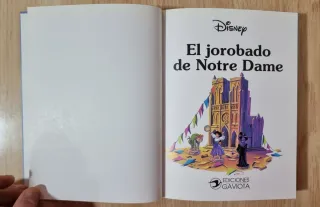 Disney
El jorobado
de Notre Dame
EDICIONES
GAVIOTA